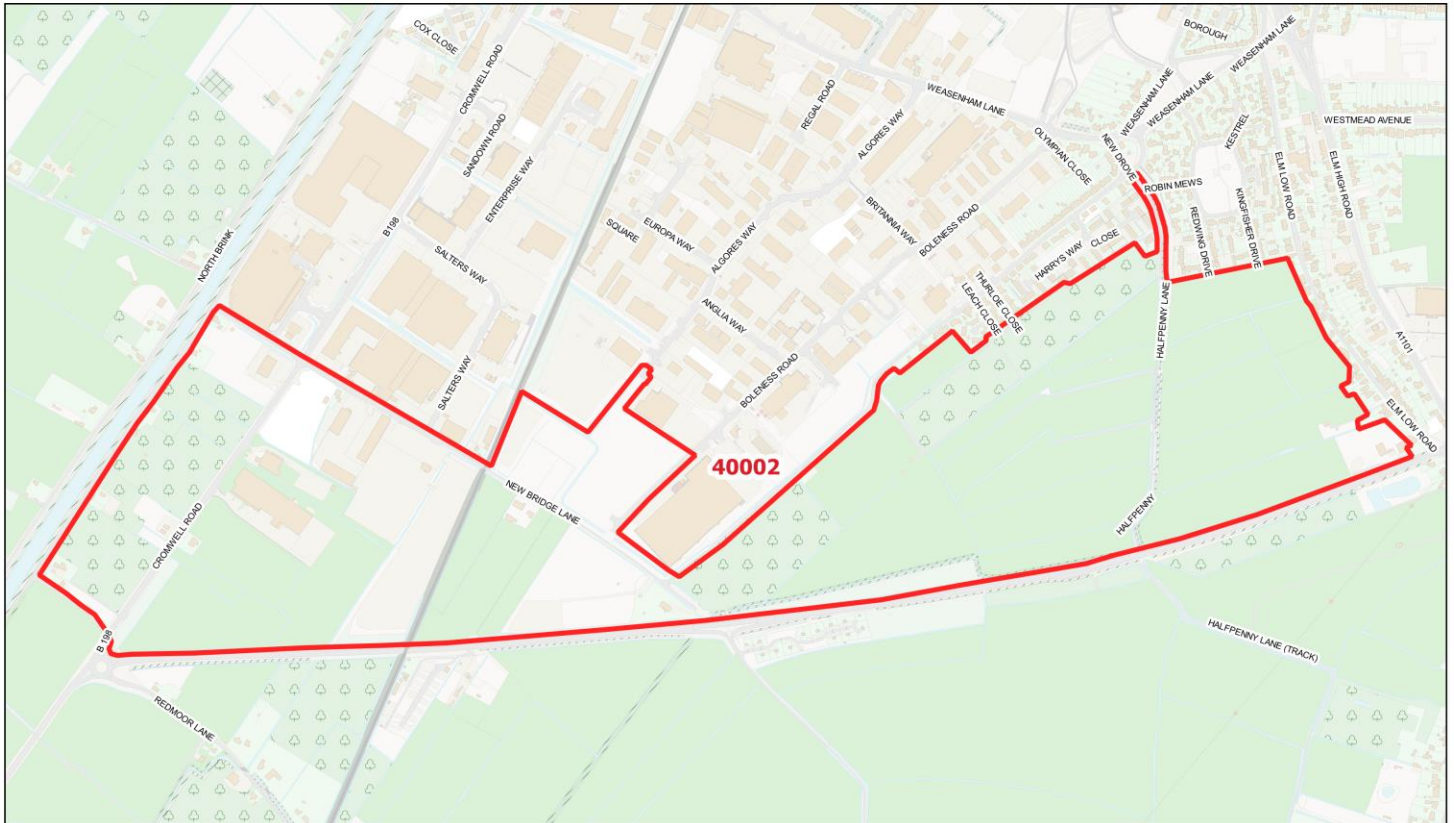 COX CLOSE
CROMWELL ROAD
SANDOWN ROAD
ENTERPRISE WAY
B198
SALTERS WAY
SALTERS WAY
NORTH BRINK
CROMWELL ROAD
B 198
REDMOOR LANE
NEW BRIDGE LANE
SQUARE
EUROPA WAY
ALGORES WAY
ALGORES WAY
REGAL ROAD
ANGLIA WAY
BRITANNIA WAY
BOLENESS ROAD
BOLENESS ROAD
40002
WEASENHAM LANE
OLYMPIAN CLOSE
NEW DROVE
WEASENHAM LANE
WEASENHAM LANE
WEASENHAM LANE
BOROUGH
KESTREL
WESTMEAD AVENUE
ELM LOW ROAD
ELM HIGH ROAD
ROBIN MEWS
REDWING DRIVE
KINGFISHER DRIVE
HARRYS WAY
CLOSE
THURLOE CLOSE
LEACH CLOSE
HALFPENNY LANE
HALFPENNY
A1101
ELM LOW ROAD
HALFPENNY LANE (TRACK)